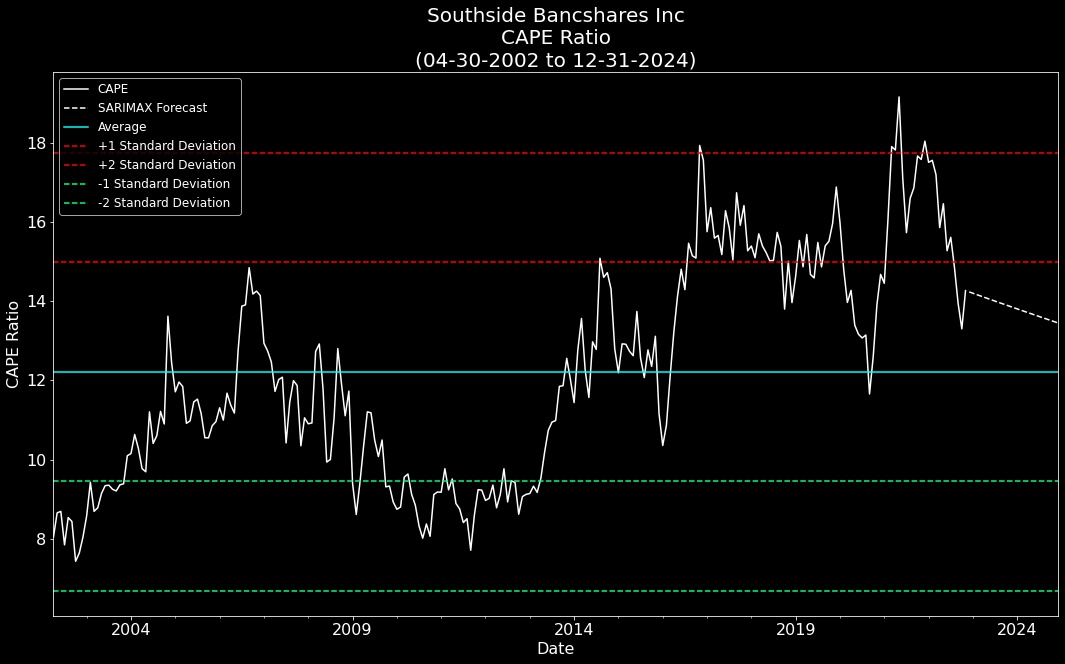 Southside Bancshares Inc
CAPE Ratio
(04-30-2002 to 12-31-2024)
CAPE
SARIMAX Forecast
Average
+1 Standard Deviation
+2 Standard Deviation
-1 Standard Deviation
-2 Standard Deviation
CAPE Ratio
18
16
14
12
10
8
2004 2009 2014 2019 2024
Date